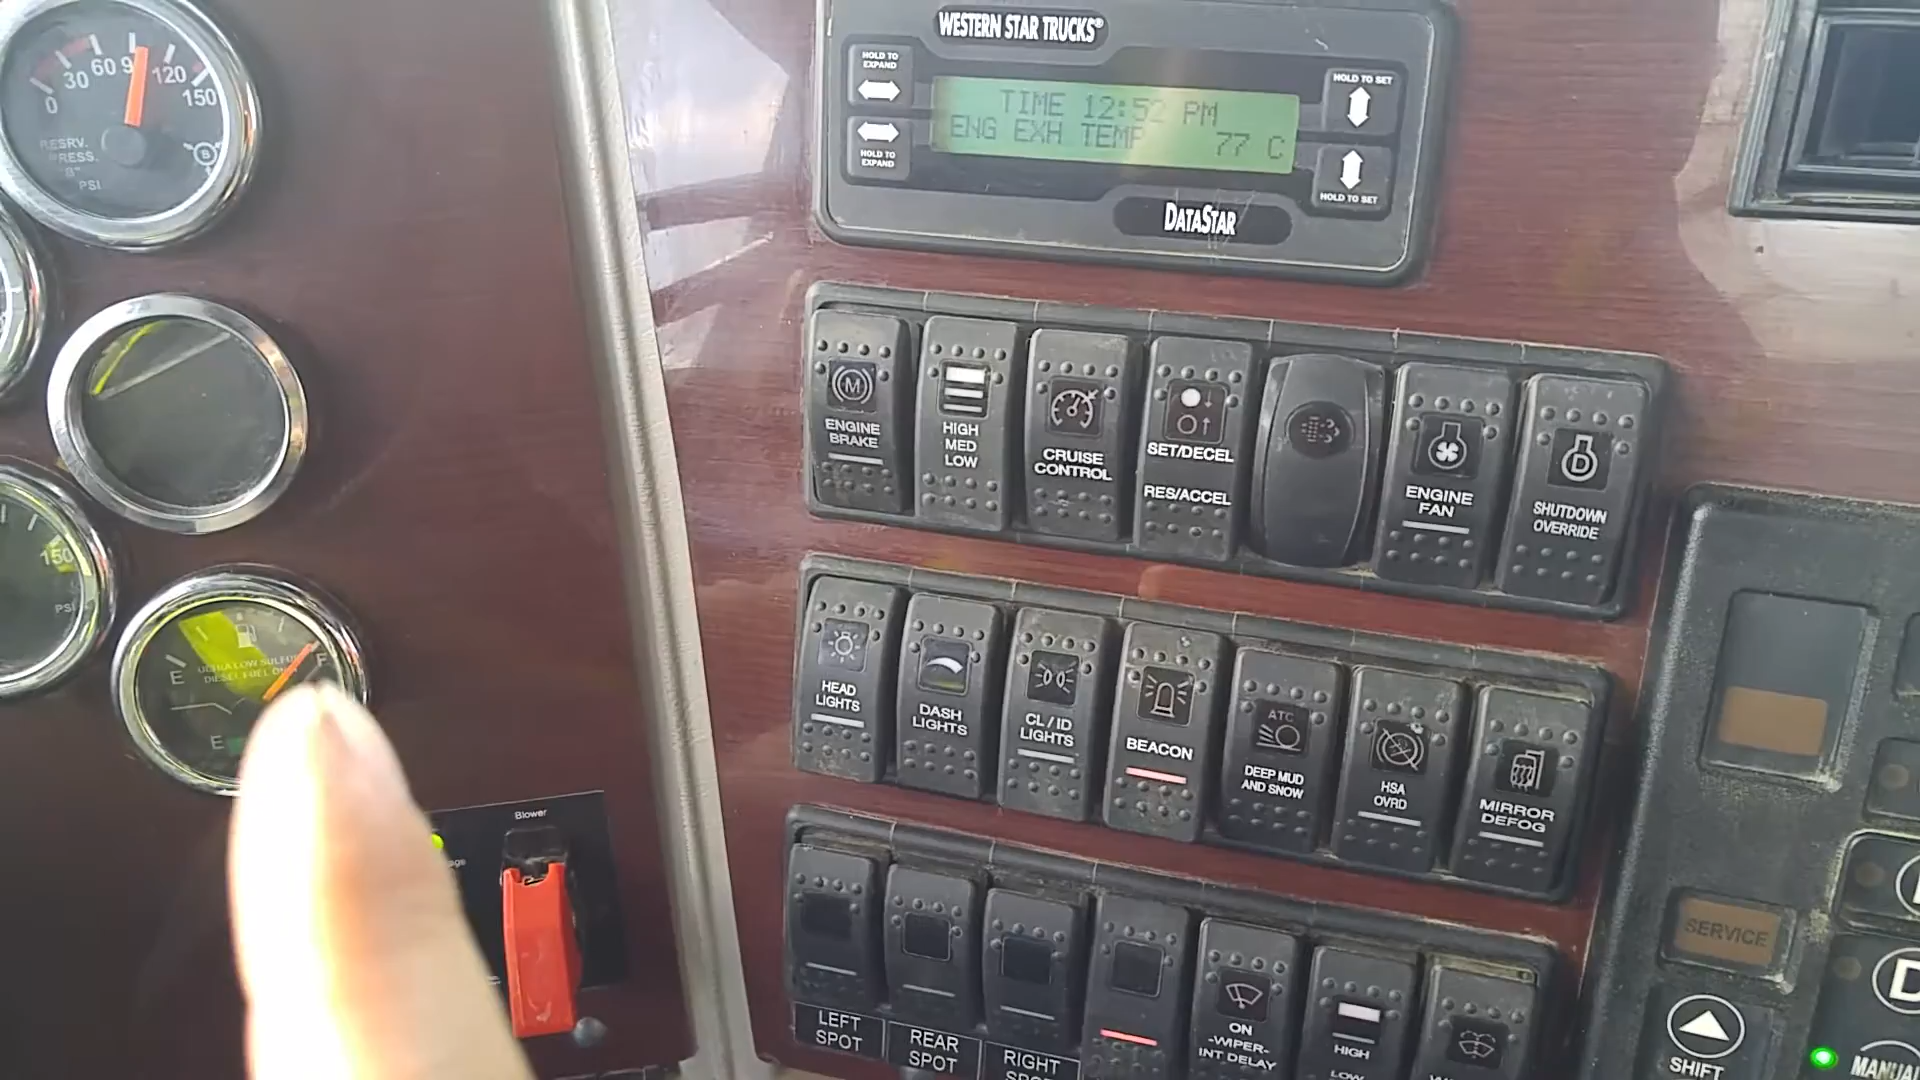 0 30 60 9 120 150
RESRV.
PRESS.
"B"
PSI
B
WESTERN STAR TRUCKS®
HOLD TO
EXPAND
HOLD TO
EXPAND
HOLD TO SET
HOLD TO SET
TIME 12:52 PM
ENG EXH TEMP 77 C
DATASTAR
M
ENGINE
BRAKE
HIGH
MED
LOW
CRUISE
CONTROL
SET/DECEL
RES/ACCEL
ENGINE
FAN
D
SHUTDOWN
OVERRIDE
150
PSI
E F
ULTRA LOW SULFUR
DIESEL FUEL ONLY
E
HEAD
LIGHTS
DASH
LIGHTS
CL/ID
LIGHTS
BEACON
ATC
DEEP MUD
AND SNOW
HSA
OVRD
MIRROR
DEFOG
Blower
LEFT
SPOT
REAR
SPOT
RIGHT
ON
-WIPER-
INT DELAY
HIGH
LOW
SERVICE
D
SHIFT
MANUAL